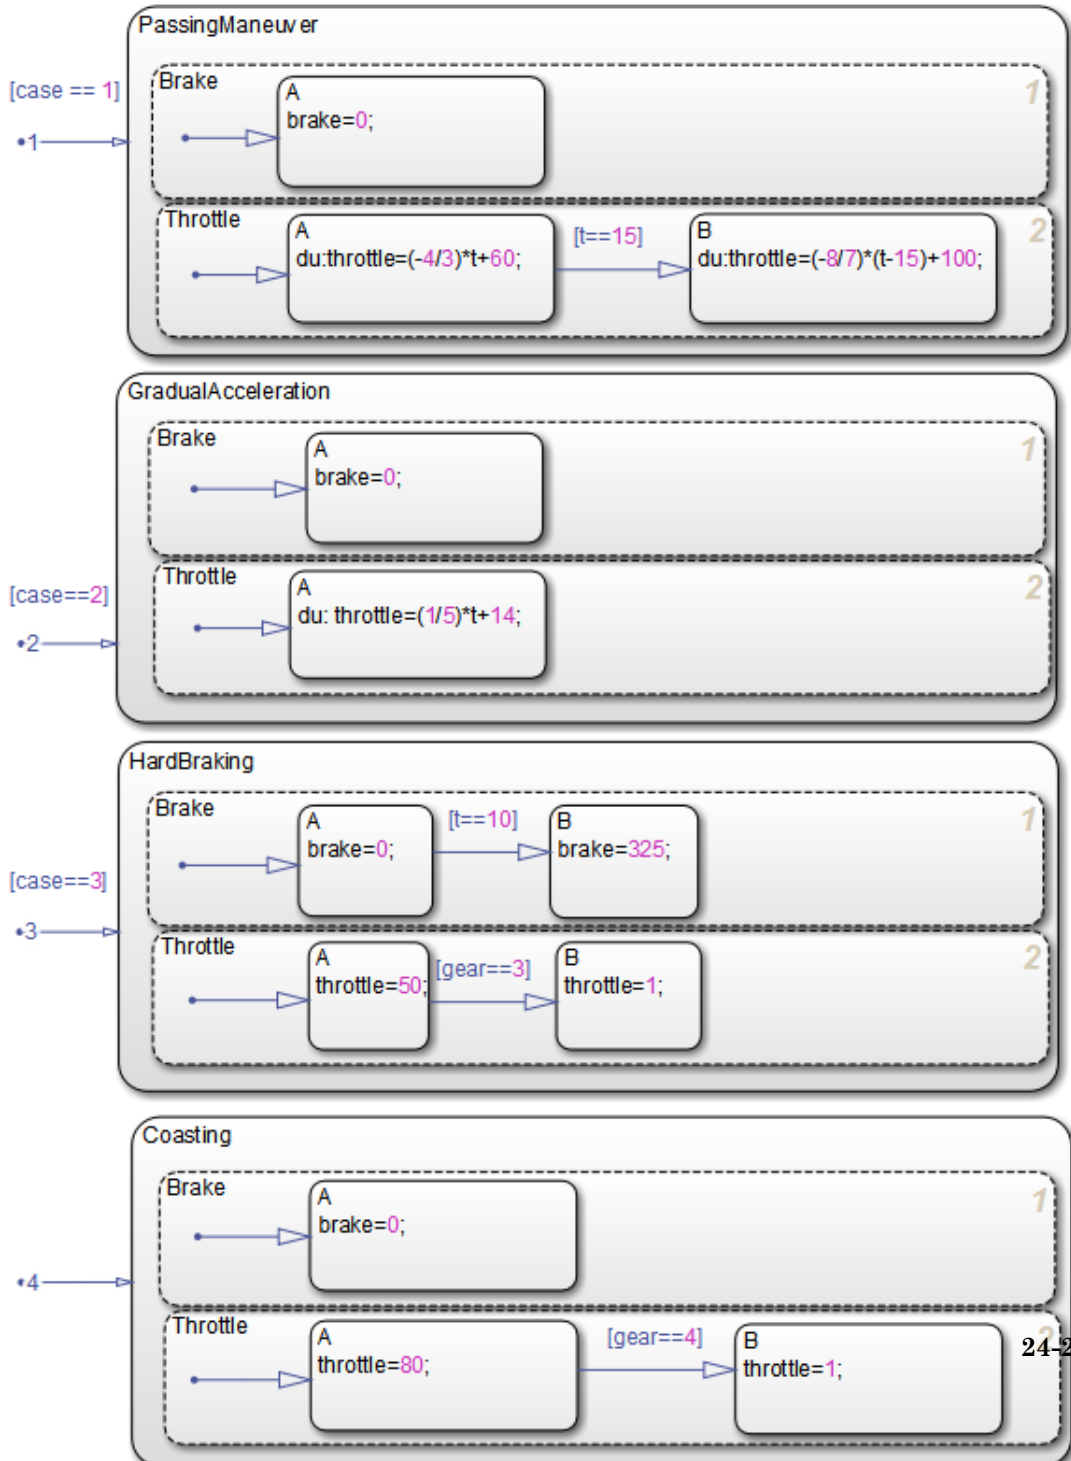 PassingManeuver
[case == 1]
1
Brake
1
A
brake=0;
Throttle
2
A
du:throttle=(-4/3)*t+60;
[t==15]
B
du:throttle=(-8/7)*(t-15)+100;
GradualAcceleration
Brake
1
A
brake=0;
[case==2]
2
Throttle
2
A
du: throttle=(1/5)*t+14;
HardBraking
Brake
1
A
brake=0;
[t==10]
B
brake=325;
[case==3]
3
Throttle
2
A
throttle=50;
[gear==3]
B
throttle=1;
Coasting
Brake
1
A
brake=0;
4
Throttle
2
A
throttle=80;
[gear==4]
B
throttle=1;
24-2